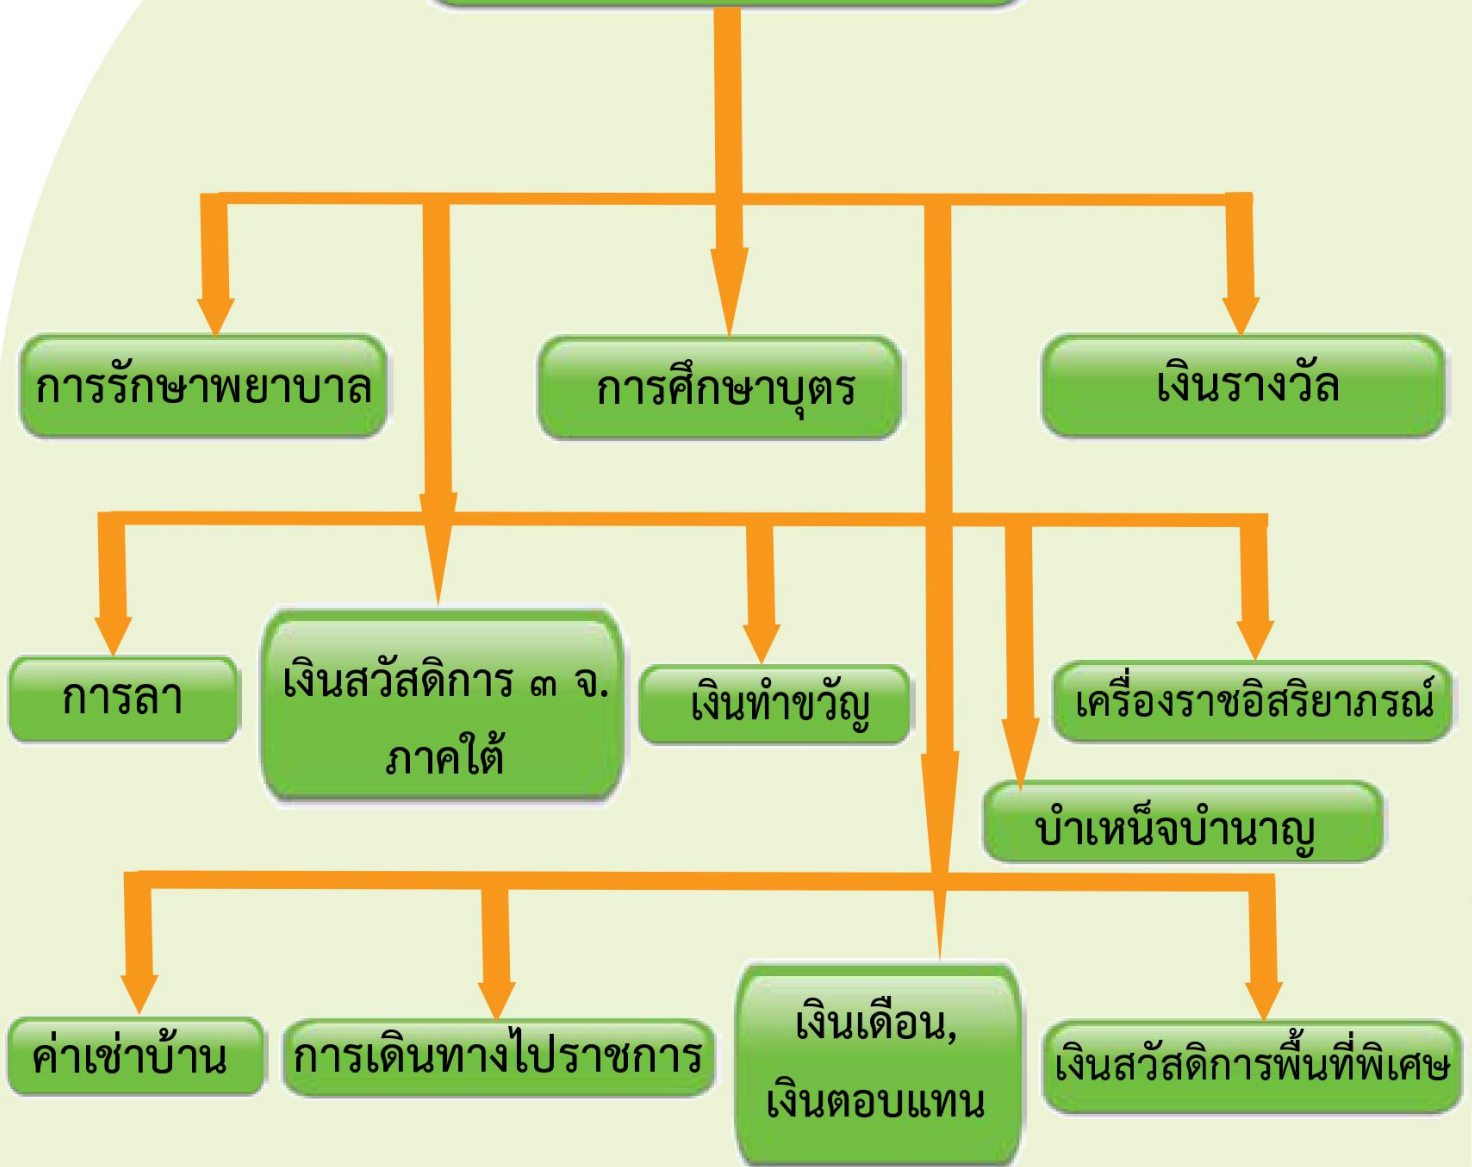 การรักษาพยาบาล
การศึกษาบุตร
เงินรางวัล
การลา
เงินสวัสดิการ ๓ จ.
ภาคใต้
เงินทำขวัญ
เครื่องราชอิสริยาภรณ์
บำเหน็จบำนาญ
ค่าเช่าบ้าน
การเดินทางไปราชการ
เงินเดือน,
เงินตอบแทน
เงินสวัสดิการพื้นที่พิเศษ